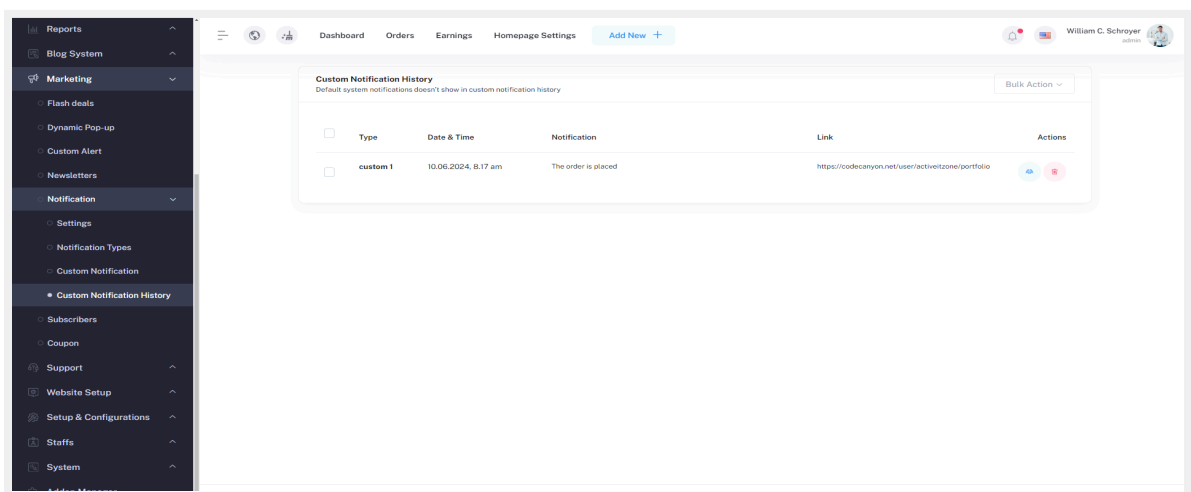 Reports
Blog System
Marketing
Flash deals
Dynamic Pop-up
Custom Alert
Newsletters
Notification
Settings
Notification Types
Custom Notification
Custom Notification History
Subscribers
Coupon
Support
Website Setup
Setup & Configurations
Staffs
System
Addon Manager
Dashboard Orders Earnings Homepage Settings Add New +
William C. Schroyer
admin
Custom Notification History
Default system notifications doesn't show in custom notification history
Bulk Action
Type Date & Time Notification Link Actions
custom 1 10.06.2024, 8.17 am The order is placed https://codecanyon.net/user/activeitzone/portfolio